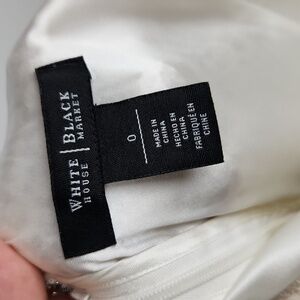 WHITE | BLACK
HOUSE | MARKET
0
MADE IN
CHINA
HECHO EN
CHINA
FABRIQUÉ EN
CHINE